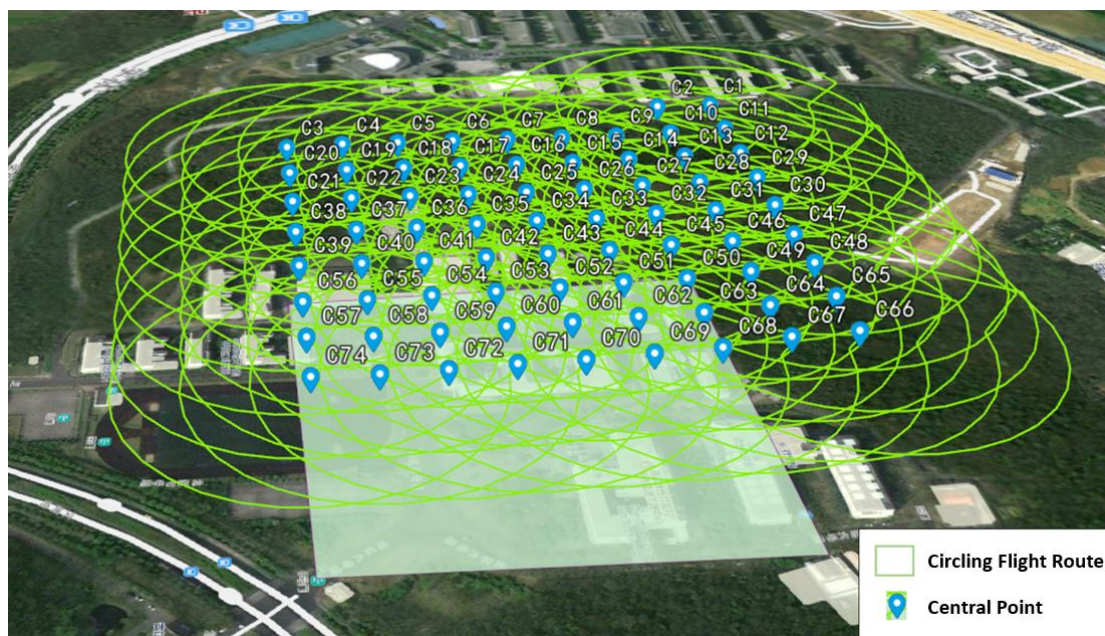 C2 C1
C3 C4 C5 C6 C7 C8 C9 C10 C11
C20 C19 C18 C17 C16 C15 C14 C13 C12
C21 C22 C23 C24 C25 C26 C27 C28 C29
C38 C37 C36 C35 C34 C33 C32 C31 C30
C39 C40 C41 C42 C43 C44 C45 C46 C47
C56 C55 C54 C53 C52 C51 C50 C49 C48
C57 C58 C59 C60 C61 C62 C63 C64 C65
C74 C73 C72 C71 C70 C69 C68 C67 C66
Circling Flight Route
Central Point